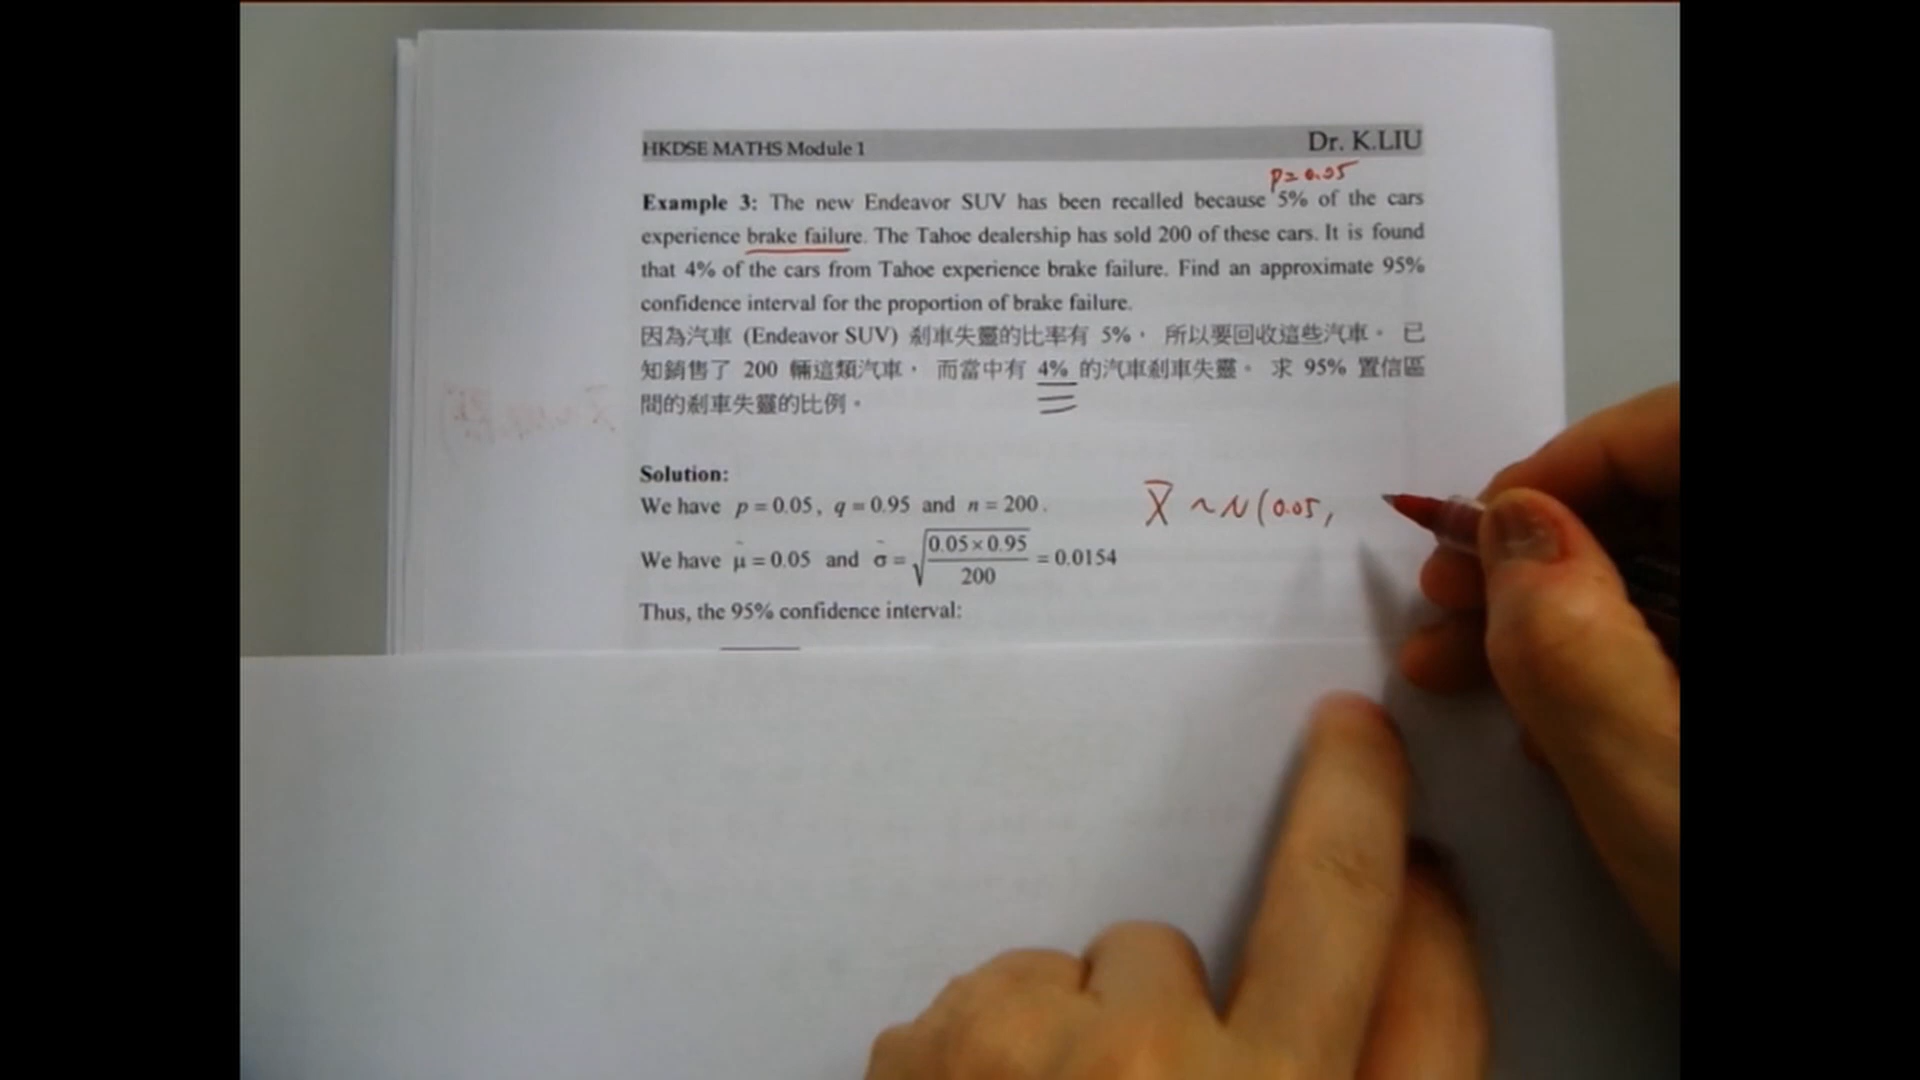 HKDSE MATHS Module 1 Dr. K.LIU
p=0.05
Example 3: The new Endeavor SUV has been recalled because 5% of the cars
experience brake failure. The Tahoe dealership has sold 200 of these cars. It is found
that 4% of the cars from Tahoe experience brake failure. Find an approximate 95%
confidence interval for the proportion of brake failure.
因為汽車 (Endeavor SUV) 剎車失靈的比率有 5%， 所以要回收這些汽車。 已
知銷售了 200 輛這類汽車， 而當中有 4% 的汽車剎車失靈。 求 95% 置信區
間的剎車失靈的比例。
Solution:
We have p = 0.05, q = 0.95 and n = 200.
X̄ ~ N(0.05,
We have μ = 0.05 and σ = √(0.05×0.95/200) = 0.0154
Thus, the 95% confidence interval: